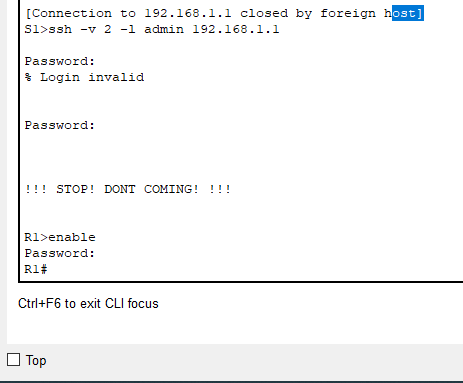 [Connection to 192.168.1.1 closed by foreign host]
S1>ssh -v 2 -l admin 192.168.1.1
Password:
% Login invalid
Password:
!!! STOP! DONT COMING! !!!
R1>enable
Password:
R1#
Ctrl+F6 to exit CLI focus
Top